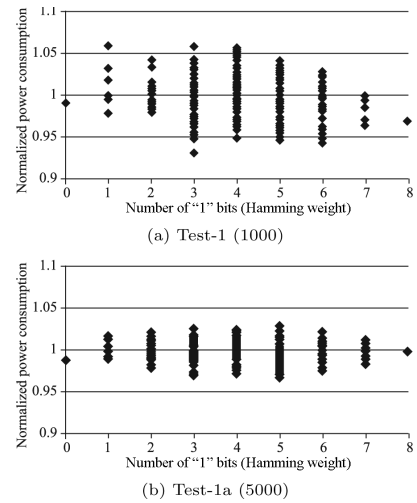 Normalized power consumption
1.1
1.05
1
0.95
0.9
0 1 2 3 4 5 6 7 8
Number of “1” bits (Hamming weight)
(a) Test-1 (1000)
Normalized power consumption
1.1
1.05
1
0.95
0.9
0 1 2 3 4 5 6 7 8
Number of “1” bits (Hamming weight)
(b) Test-1a (5000)